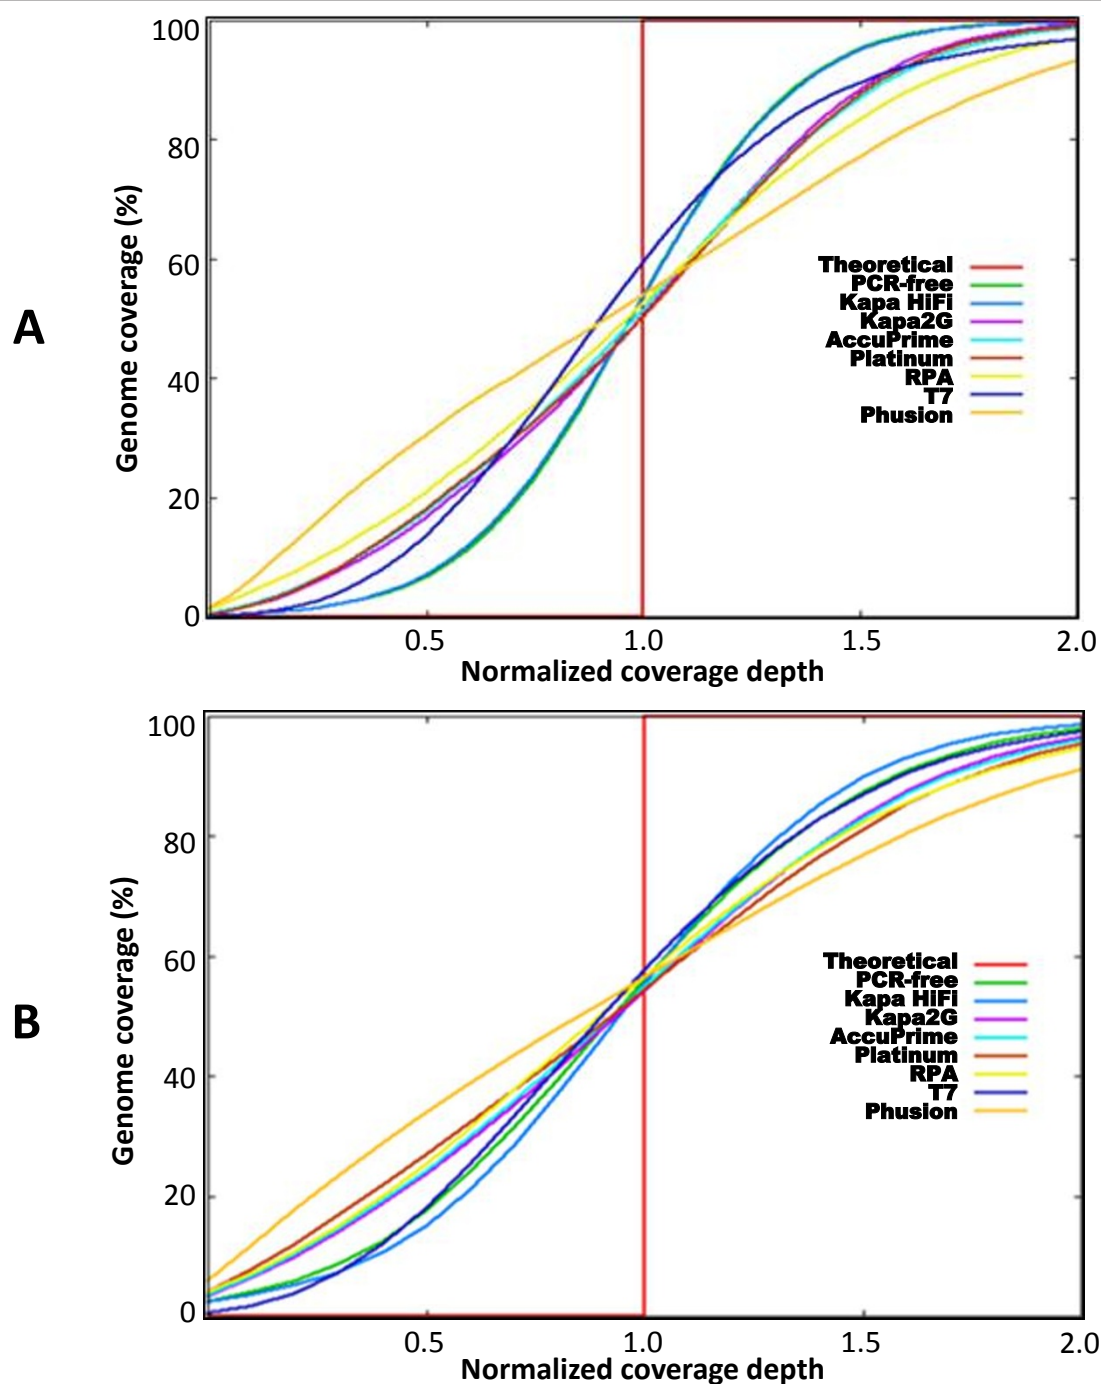 A
Genome coverage (%)
100
80
60
40
20
0
Theoretical
PCR-free
Kapa HiFi
Kapa2G
AccuPrime
Platinum
RPA
T7
Phusion
0.5 1.0 1.5 2.0
Normalized coverage depth
B
Genome coverage (%)
100
80
60
40
20
0
Theoretical
PCR-free
Kapa HiFi
Kapa2G
AccuPrime
Platinum
RPA
T7
Phusion
0.5 1.0 1.5 2.0
Normalized coverage depth